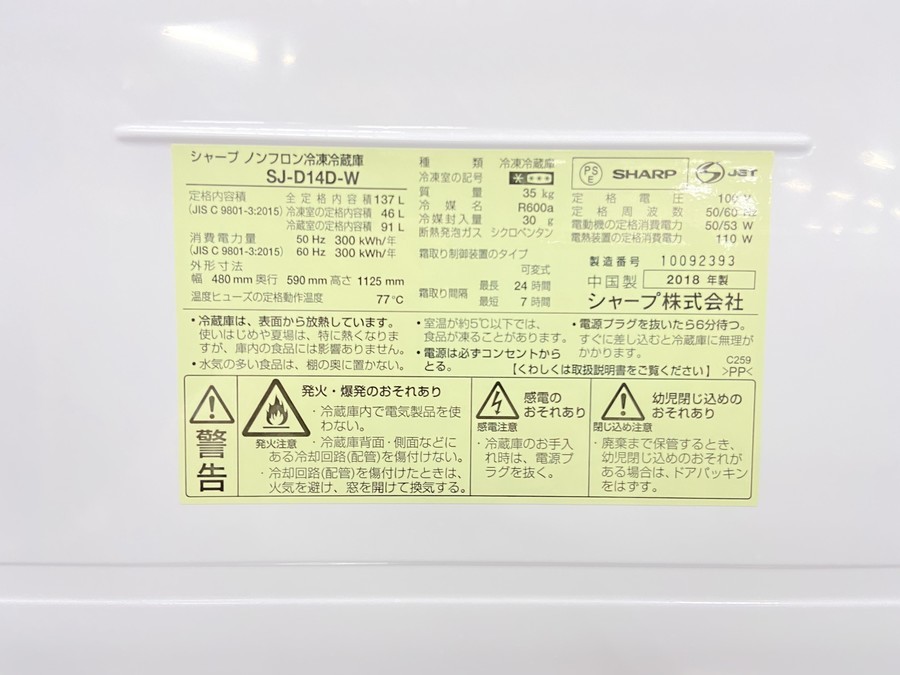 シャープ ノンフロン冷凍冷蔵庫
SJ-D14D-W
定格内容積 全定格内容積 137 L
(JIS C 9801-3:2015) 冷凍室の定格内容積 46 L
冷蔵室の定格内容積 91 L
消費電力量 50 Hz 300 kWh/年
(JIS C 9801-3:2015) 60 Hz 300 kWh/年
外形寸法
幅 480 mm 奥行 590 mm 高さ 1125 mm
温度ヒューズの定格動作温度 77℃
種類 冷凍冷蔵庫
冷凍室の記号
質量 35 kg
冷媒名 R600a
冷媒封入量 30 g
断熱発泡ガス シクロペンタン
霜取り制御装置のタイプ
可変式
霜取り間隔 最長 24 時間
最短 7 時間
PS E SHARP JET
定格電圧 100 V
定格周波数 50/60 Hz
電動機の定格消費電力 50/53 W
電熱装置の定格消費電力 110 W
製造番号 10092393
中国製 2018 年製
シャープ株式会社
・冷蔵庫は、表面から放熱しています。
使いはじめや夏場は、特に熱くなりま
すが、庫内の食品には影響ありません。
・水気の多い食品は、棚の奥に置かない。
・室温が約5℃以下では、
食品が凍ることがあります。
・電源は必ずコンセントから
とる。
・電源プラグを抜いたら6分待つ。
すぐに差し込むと冷蔵庫に無理が
かかります。
【くわしくは取扱説明書をご覧ください】
C259
>PP<
警告
発火注意
発火・爆発のおそれあり
・冷蔵庫内で電気製品を使
わない。
・冷蔵庫背面・側面などに
ある冷却回路(配管)を傷付けない。
・冷却回路(配管)を傷付けたときは、
火気を避け、窓を開けて換気する。
感電注意
感電の
おそれあり
・冷蔵庫のお手入
れ時は、電源プ
ラグを抜く。
閉じ込め注意
幼児閉じ込めの
おそれあり
・廃棄まで保管するとき、
幼児閉じ込めのおそれが
ある場合は、ドアパッキン
をはずす。